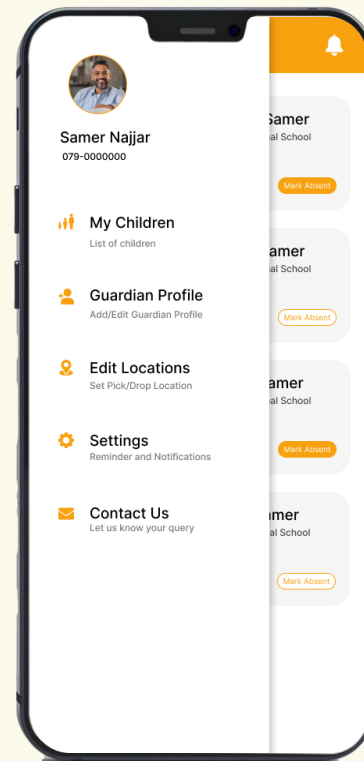 Samer Najjar
079-0000000
My Children
List of children
Guardian Profile
Add/Edit Guardian Profile
Edit Locations
Set Pick/Drop Location
Settings
Reminder and Notifications
Contact Us
Let us know your query
Samer
al School
Mark Absent
amer
al School
Mark Absent
amer
nal School
Mark Absent
mer
al School
Mark Absent